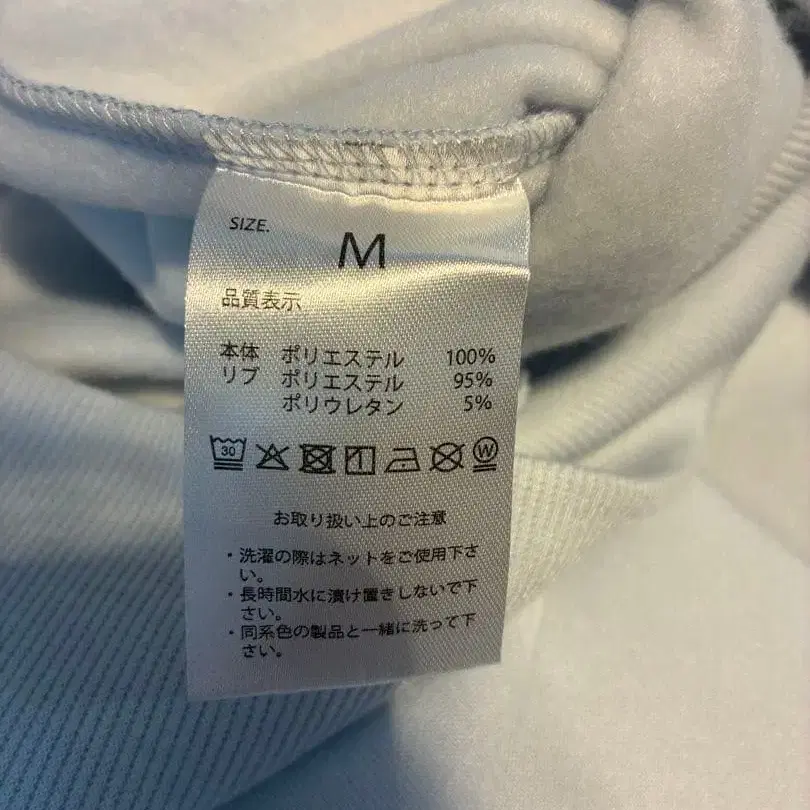 SIZE.
M
品質表示
本体 ポリエステル 100%
リブ ポリエステル 95%
ポリウレタン 5%
30 W
お取り扱い上のご注意
・洗濯の際はネットをご使用下さ
い。
・長時間水に漬け置きしないで下
さい。
・同系色の製品と一緒に洗って下
さい。